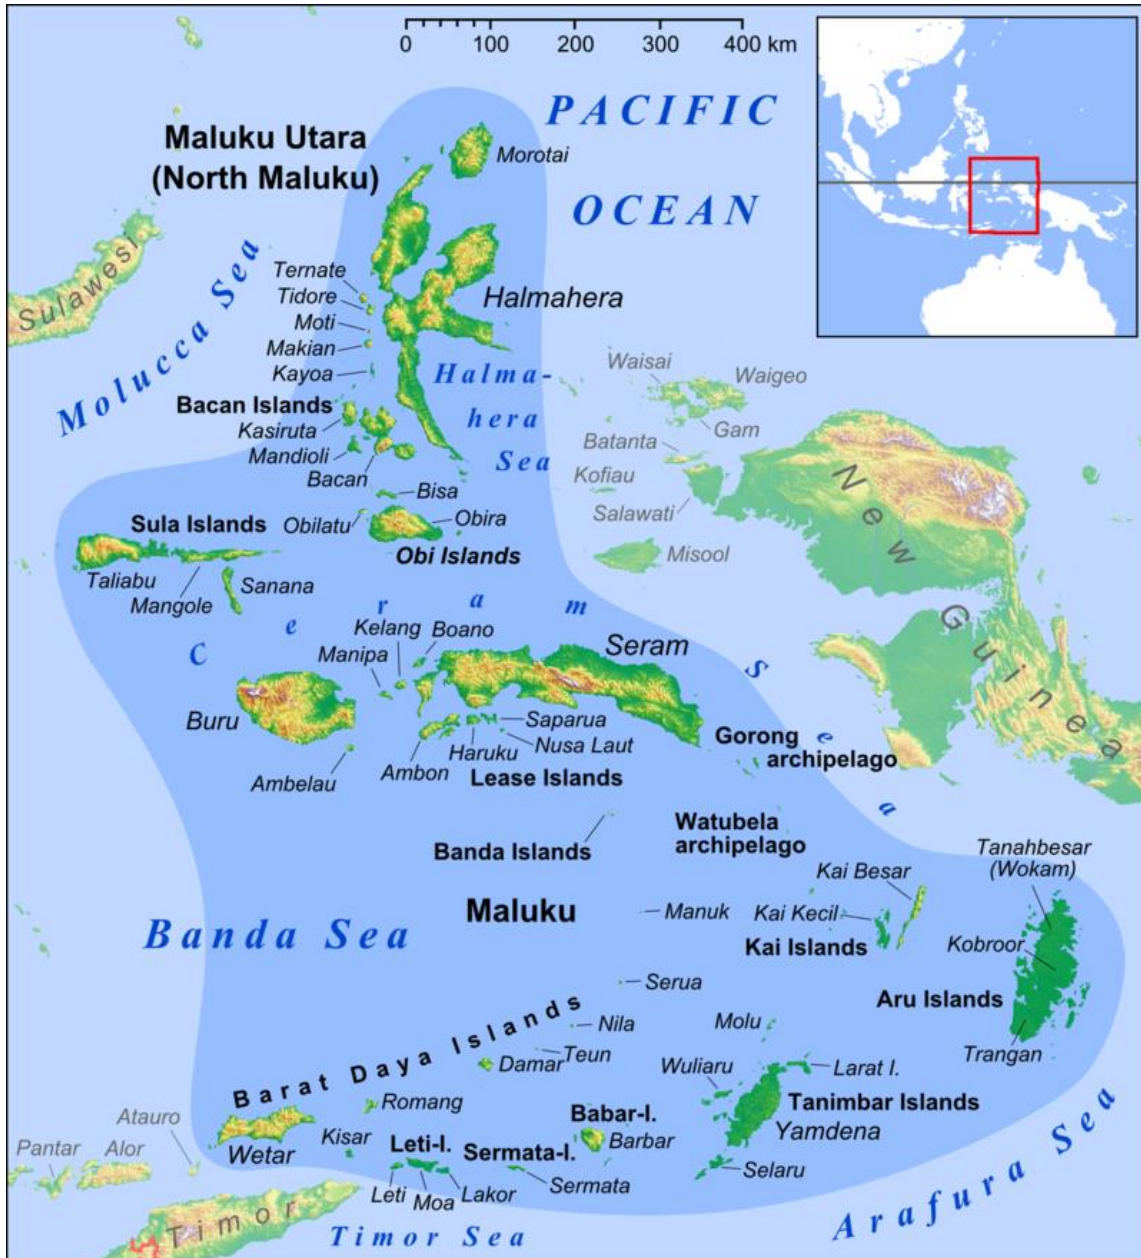 0 100 200 300 400 km
PACIFIC
OCEAN
Maluku Utara
(North Maluku)
Morotai
Sulawesi
Molucca Sea
Ternate
Tidore
Moti
Makian
Kayoa
Halmahera
Halma-
hera
Sea
Bacan Islands
Kasiruta
Mandioli
Bacan
Waisai
Waigeo
Gam
Batanta
Kofiau
Salawati
Misool
New Guinea
Bisa
Obilatu
Obira
Obi Islands
Sula Islands
Taliabu
Mangole
Sanana
Ceram Sea
Kelang
Boano
Manipa
Seram
Buru
Ambelau
Ambon
Haruku
Saparua
Nusa Laut
Lease Islands
Gorong
archipelago
Banda Islands
Watubela
archipelago
Tanahbesar
(Wokam)
Kai Besar
Kai Kecil
Kai Islands
Maluku
Manuk
Banda Sea
Kobroor
Aru Islands
Trangan
Serua
Barat Daya Islands
Nila
Teun
Damar
Molu
Wuliaru
Larat I.
Tanimbar Islands
Yamdena
Selaru
Romang
Babar-I.
Barbar
Wetar
Kisar
Leti-I.
Sermata-I.
Leti
Moa
Lakor
Sermata
Atauro
Pantar
Alor
Timor
Timor Sea
Arafura Sea